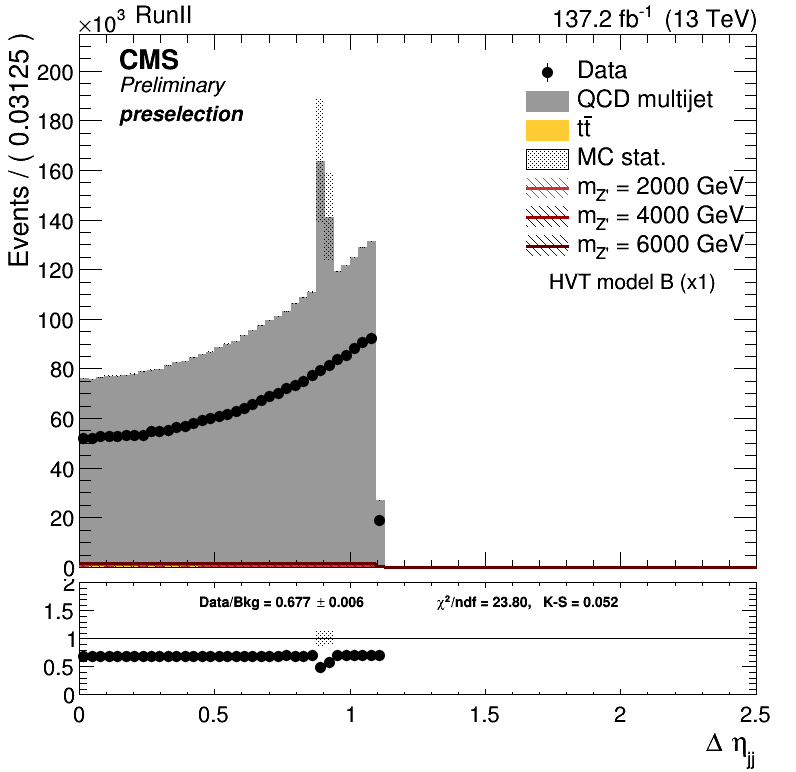 ×10³ RunII
137.2 fb⁻¹ (13 TeV)
CMS
Preliminary
preselection
Data
QCD multijet
tt̄
MC stat.
m_Z' = 2000 GeV
m_Z' = 4000 GeV
m_Z' = 6000 GeV
HVT model B (x1)
Events / ( 0.03125 )
200
180
160
140
120
100
80
60
40
20
0
Data/Bkg = 0.677 ± 0.006
χ²/ndf = 23.80, K-S = 0.052
2
1.5
1
0.5
0
0 0.5 1 1.5 2 2.5
Δ η_jj